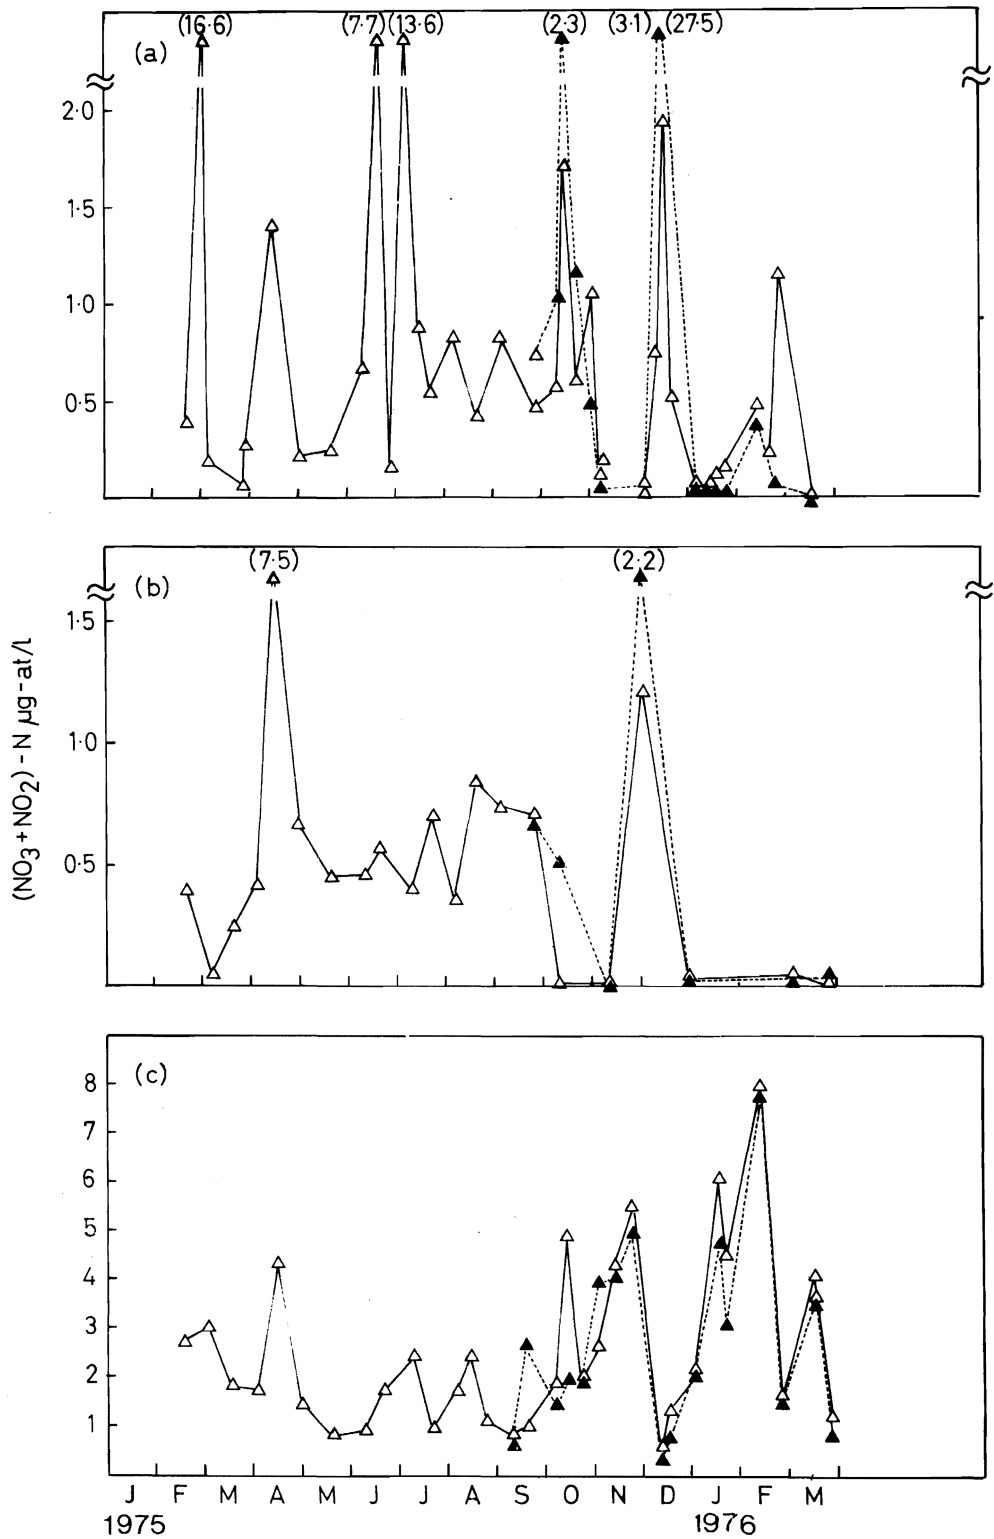 (16·6) (7·7) (13·6) (2·3) (3·1) (27·5)
(a)
2·0
1·5
1·0
0·5
(7·5) (2·2)
(b)
1·5
1·0
0·5
(NO₃+NO₂)-N µg-at/l
(c)
8
7
6
5
4
3
2
1
J F M A M J J A S O N D J F M
1975 1976